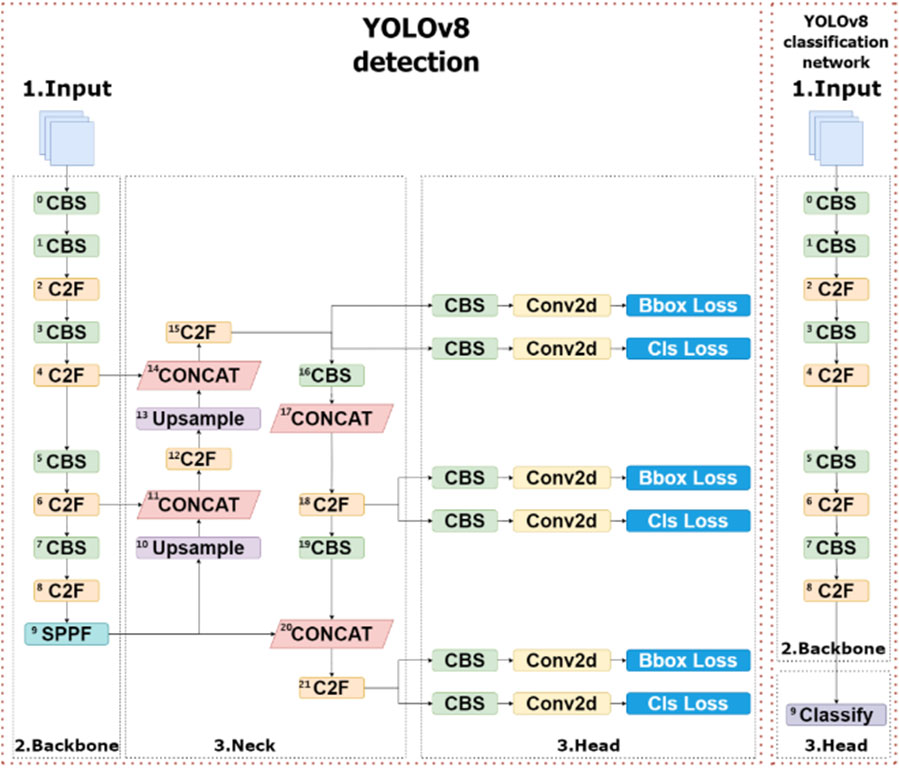 YOLOv8
detection
1.Input
0 CBS
1 CBS
2 C2F
3 CBS
4 C2F
5 CBS
6 C2F
7 CBS
8 C2F
9 SPPF
2.Backbone
15 C2F
14 CONCAT
13 Upsample
12 C2F
11 CONCAT
10 Upsample
16 CBS
17 CONCAT
18 C2F
19 CBS
20 CONCAT
21 C2F
3.Neck
CBS Conv2d Bbox Loss
CBS Conv2d Cls Loss
CBS Conv2d Bbox Loss
CBS Conv2d Cls Loss
CBS Conv2d Bbox Loss
CBS Conv2d Cls Loss
3.Head
YOLOv8
classification
network
1.Input
0 CBS
1 CBS
2 C2F
3 CBS
4 C2F
5 CBS
6 C2F
7 CBS
8 C2F
2.Backbone
9 Classify
3.Head